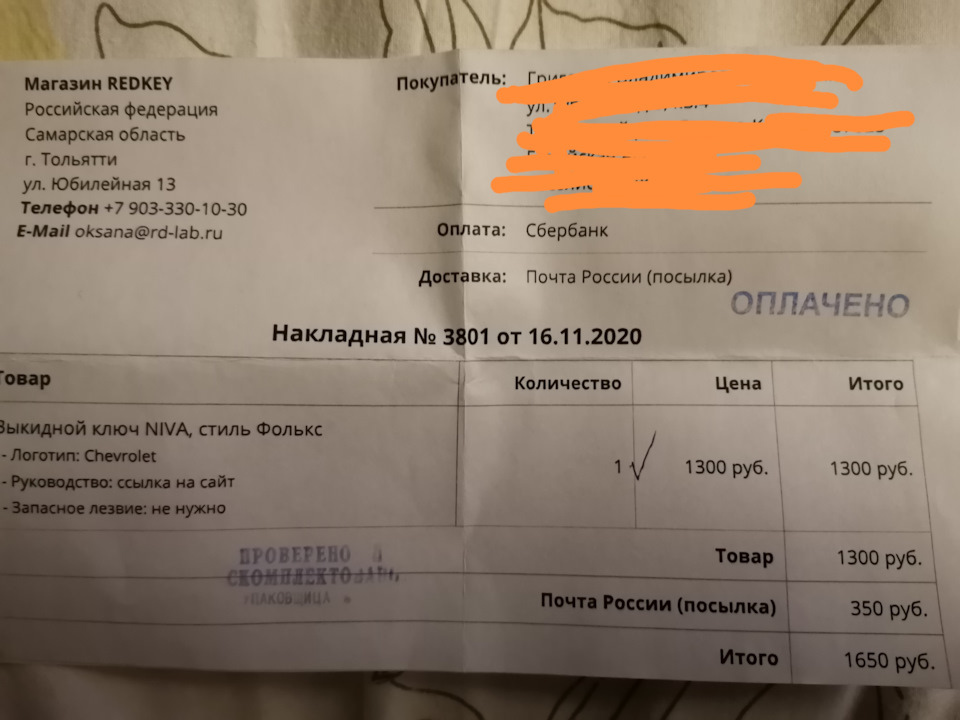 Магазин REDKEY
Российская федерация
Самарская область
г. Тольятти
ул. Юбилейная 13
Телефон +7 903-330-10-30
E-Mail oksana@rd-lab.ru
Покупатель:
ул.
Оплата: Сбербанк
Доставка: Почта России (посылка)
ОПЛАЧЕНО
Накладная № 3801 от 16.11.2020
Товар Количество Цена Итого
Выкидной ключ NIVA, стиль Фолькс
- Логотип: Chevrolet
- Руководство: ссылка на сайт
- Запасное лезвие: не нужно
1 1300 руб. 1300 руб.
ПРОВЕРЕНО И
СКОМПЛЕКТОВАНО
УПАКОВЩИЦА
Товар 1300 руб.
Почта России (посылка) 350 руб.
Итого 1650 руб.